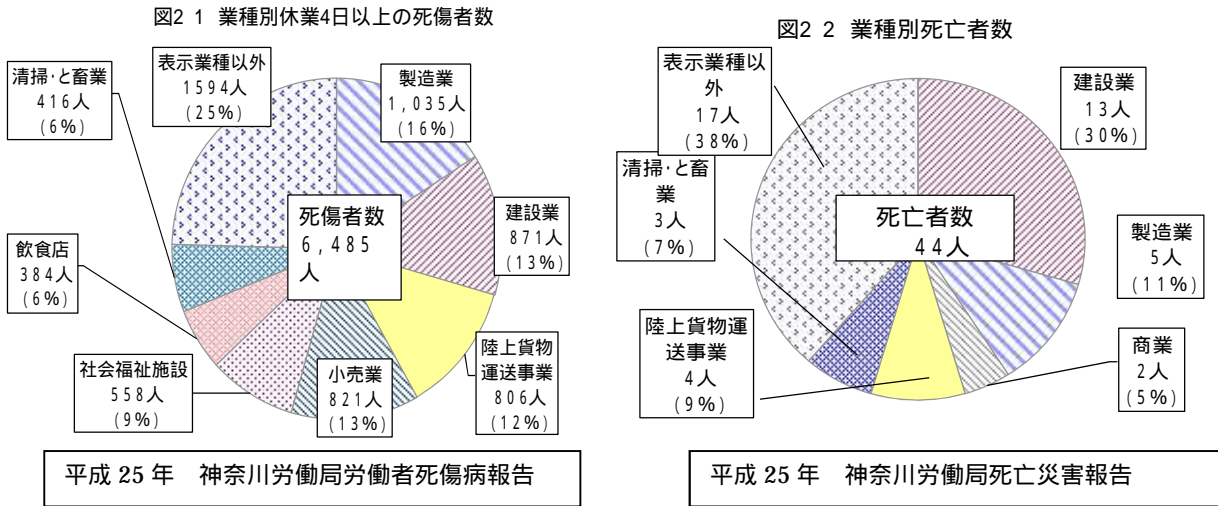 図2 1 業種別休業4日以上の死傷者数
表示業種以外
1594人
(25%)
製造業
1,035人
(16%)
清掃・と畜業
416人
(6%)
建設業
871人
(13%)
死傷者数
6,485
人
飲食店
384人
(6%)
社会福祉施設
558人
(9%)
小売業
821人
(13%)
陸上貨物
運送事業
806人
(12%)
平成25年 神奈川労働局労働者死傷病報告
図2 2 業種別死亡者数
表示業種以
外
17人
(38%)
建設業
13人
(30%)
清掃・と畜
業
3人
(7%)
死亡者数
44人
製造業
5人
(11%)
陸上貨物運
送事業
4人
(9%)
商業
2人
(5%)
平成25年 神奈川労働局死亡災害報告